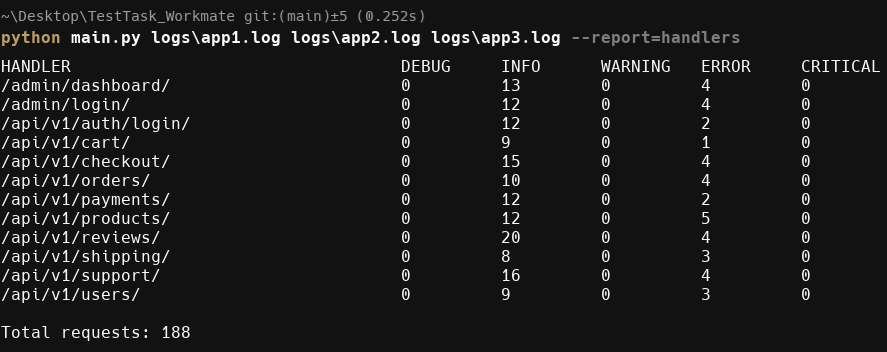 ~\Desktop\TestTask_Workmate git:(main)±5 (0.252s)
python main.py logs\app1.log logs\app2.log logs\app3.log --report=handlers
HANDLER DEBUG INFO WARNING ERROR CRITICAL
/admin/dashboard/ 0 13 0 4 0
/admin/login/ 0 12 0 4 0
/api/v1/auth/login/ 0 12 0 2 0
/api/v1/cart/ 0 9 0 1 0
/api/v1/checkout/ 0 15 0 4 0
/api/v1/orders/ 0 10 0 4 0
/api/v1/payments/ 0 12 0 2 0
/api/v1/products/ 0 12 0 5 0
/api/v1/reviews/ 0 20 0 4 0
/api/v1/shipping/ 0 8 0 3 0
/api/v1/support/ 0 16 0 4 0
/api/v1/users/ 0 9 0 3 0
Total requests: 188